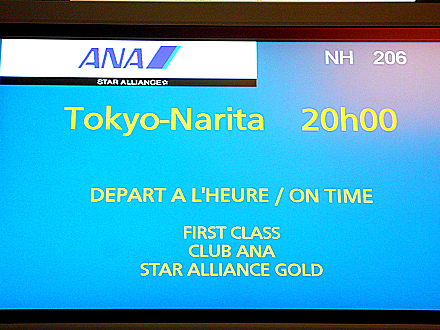 ANA
NH 206
STAR ALLIANCE
Tokyo-Narita 20h00
DEPART A L'HEURE / ON TIME
FIRST CLASS
CLUB ANA
STAR ALLIANCE GOLD